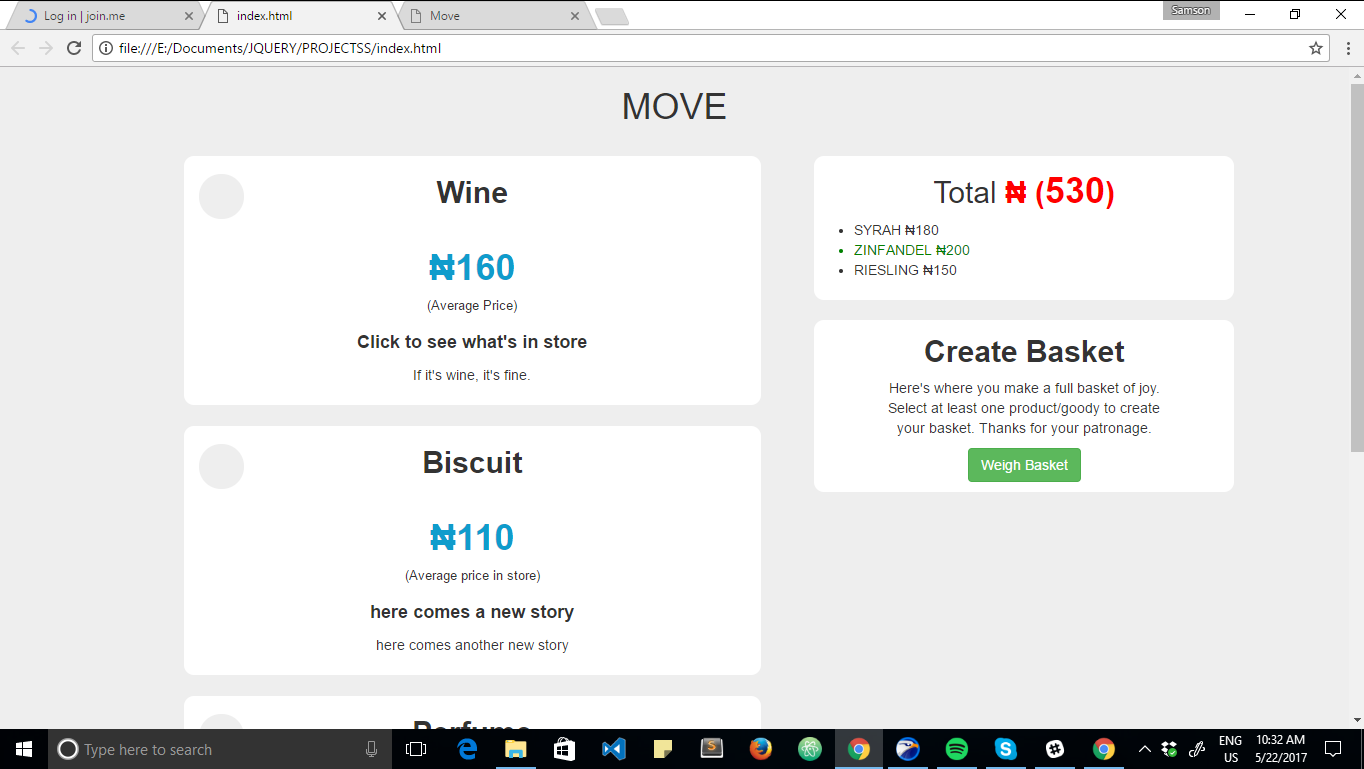 Log in | join.me
index.html
Move
Samson
file:///E:/Documents/JQUERY/PROJECTSS/index.html
MOVE
Wine
₦160
(Average Price)
Click to see what's in store
If it's wine, it's fine.
Biscuit
₦110
(Average price in store)
here comes a new story
here comes another new story
Perfume
Total ₦ (530)
• SYRAH ₦180
• ZINFANDEL ₦200
• RIESLING ₦150
Create Basket
Here's where you make a full basket of joy.
Select at least one product/goody to create
your basket. Thanks for your patronage.
Weigh Basket
Type here to search
ENG
US
10:32 AM
5/22/2017